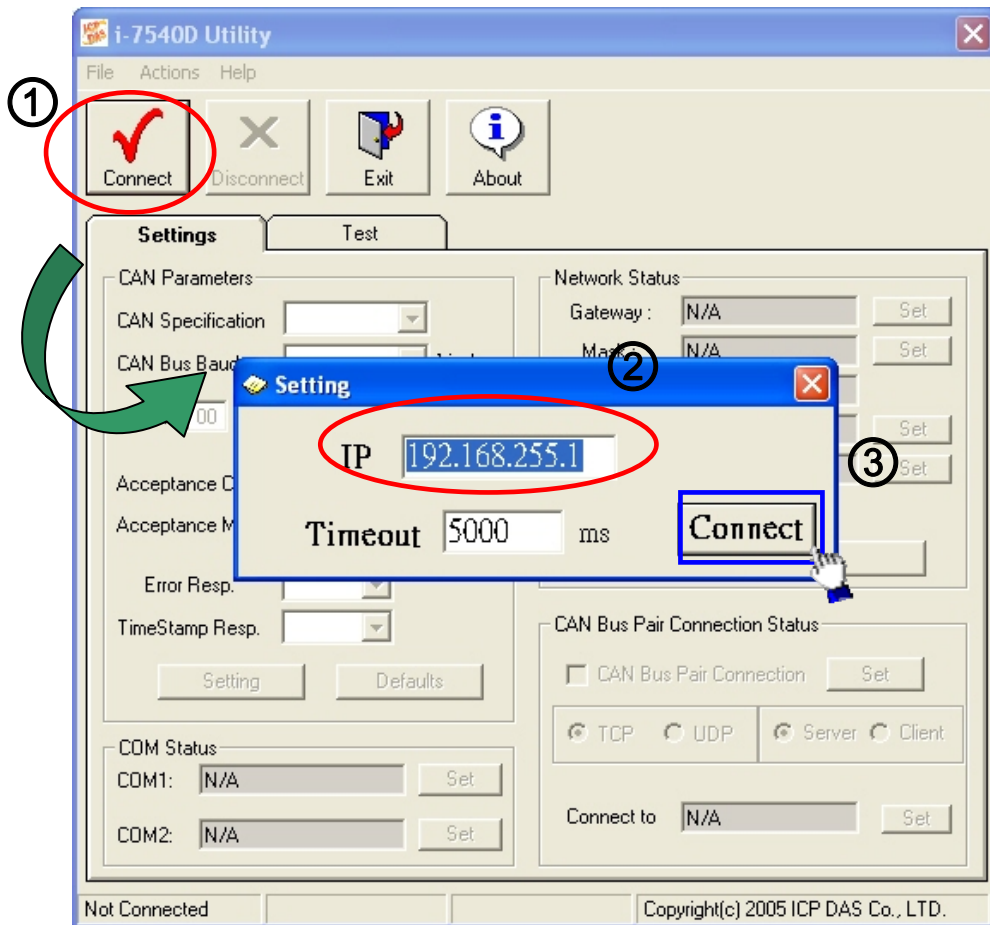 ICP DAS
i-7540D Utility
File Actions Help
1
Connect
Disconnect
Exit
About
Settings
Test
CAN Parameters
CAN Specification
CAN Bus Baud
00
Acceptance C
Acceptance M
Error Resp.
TimeStamp Resp.
Setting
Defaults
COM Status
COM1: N/A Set
COM2: N/A Set
Network Status
Gateway : N/A Set
Mask : N/A Set
Set
Set
2
Setting
IP 192.168.255.1
Timeout 5000 ms
3
Connect
CAN Bus Pair Connection Status
CAN Bus Pair Connection Set
TCP UDP Server Client
Connect to N/A Set
Not Connected
Copyright(c) 2005 ICP DAS Co., LTD.